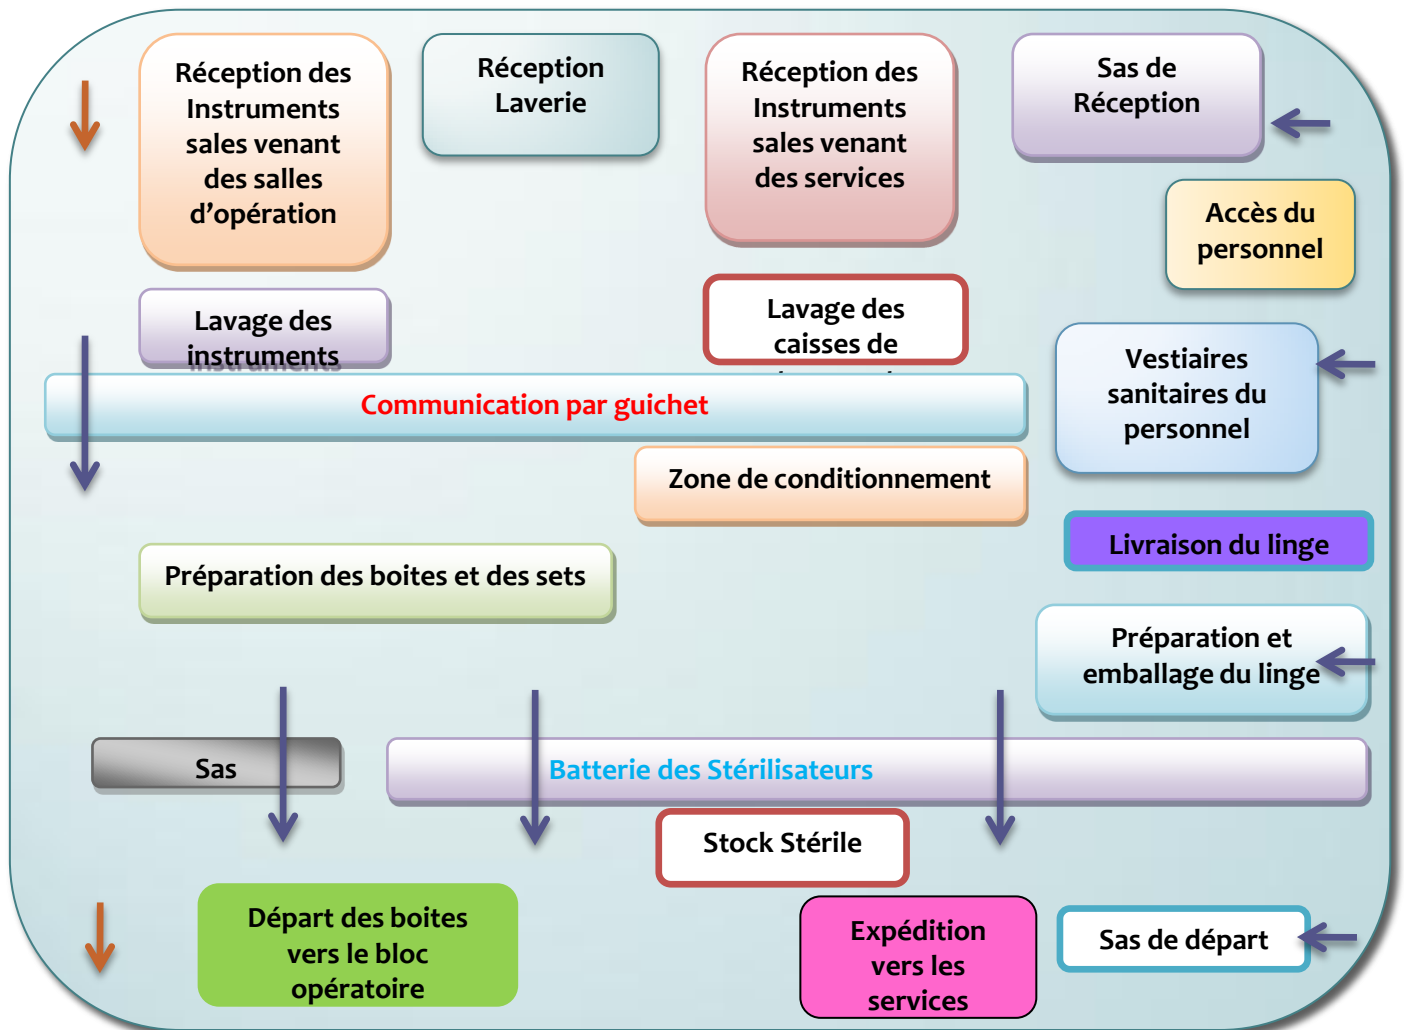 Réception des
Instruments
sales venant
des salles
d’opération
Réception
Laverie
Réception des
Instruments
sales venant
des services
Sas de
Réception
Accès du
personnel
Lavage des
instruments
Lavage des
caisses de
Vestiaires
sanitaires du
personnel
Communication par guichet
Zone de conditionnement
Livraison du linge
Préparation des boites et des sets
Préparation et
emballage du linge
Sas
Batterie des Stérilisateurs
Stock Stérile
Départ des boites
vers le bloc
opératoire
Expédition
vers les
services
Sas de départ